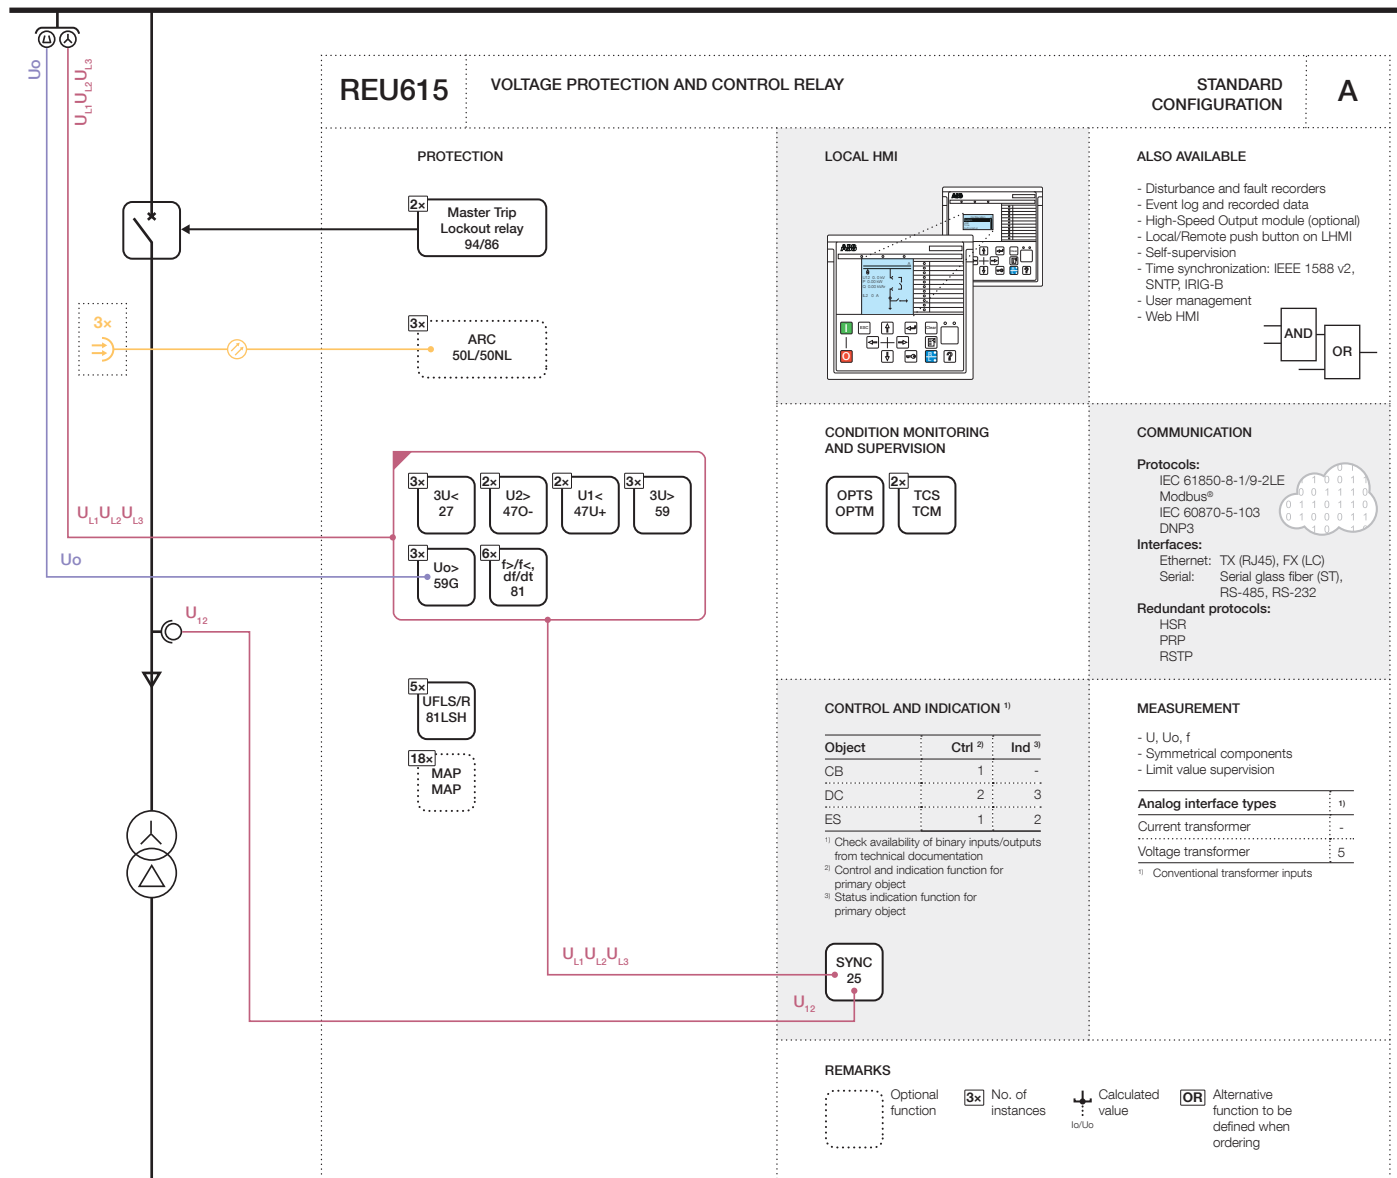 REU615
VOLTAGE PROTECTION AND CONTROL RELAY
STANDARD
CONFIGURATION
A
Uo
UL1UL2UL3
PROTECTION
2×
Master Trip
Lockout relay
94/86
3×
3×
ARC
50L/50NL
UL1UL2UL3
Uo
3×
3U<
27
2×
U2>
47O-
2×
U1<
47U+
3×
3U>
59
3×
Uo>
59G
6×
f>/f<,
df/dt
81
U12
5×
UFLS/R
81LSH
18×
MAP
MAP
UL1UL2UL3
U12
LOCAL HMI
ABB
ABB
ESC
Clear
I
O
?
?
ALSO AVAILABLE
- Disturbance and fault recorders
- Event log and recorded data
- High-Speed Output module (optional)
- Local/Remote push button on LHMI
- Self-supervision
- Time synchronization: IEEE 1588 v2,
SNTP, IRIG-B
- User management
- Web HMI
AND
OR
CONDITION MONITORING
AND SUPERVISION
OPTS
OPTM
2×
TCS
TCM
COMMUNICATION
Protocols:
IEC 61850-8-1/9-2LE
Modbus®
IEC 60870-5-103
DNP3
Interfaces:
Ethernet: TX (RJ45), FX (LC)
Serial: Serial glass fiber (ST),
RS-485, RS-232
Redundant protocols:
HSR
PRP
RSTP
CONTROL AND INDICATION 1)
Object Ctrl 2) Ind 3)
CB 1 -
DC 2 3
ES 1 2
1) Check availability of binary inputs/outputs
from technical documentation
2) Control and indication function for
primary object
3) Status indication function for
primary object
SYNC
25
MEASUREMENT
- U, Uo, f
- Symmetrical components
- Limit value supervision
Analog interface types 1)
Current transformer -
Voltage transformer 5
1) Conventional transformer inputs
REMARKS
Optional
function
3× No. of
instances
Io/Uo
Calculated
value
OR Alternative
function to be
defined when
ordering